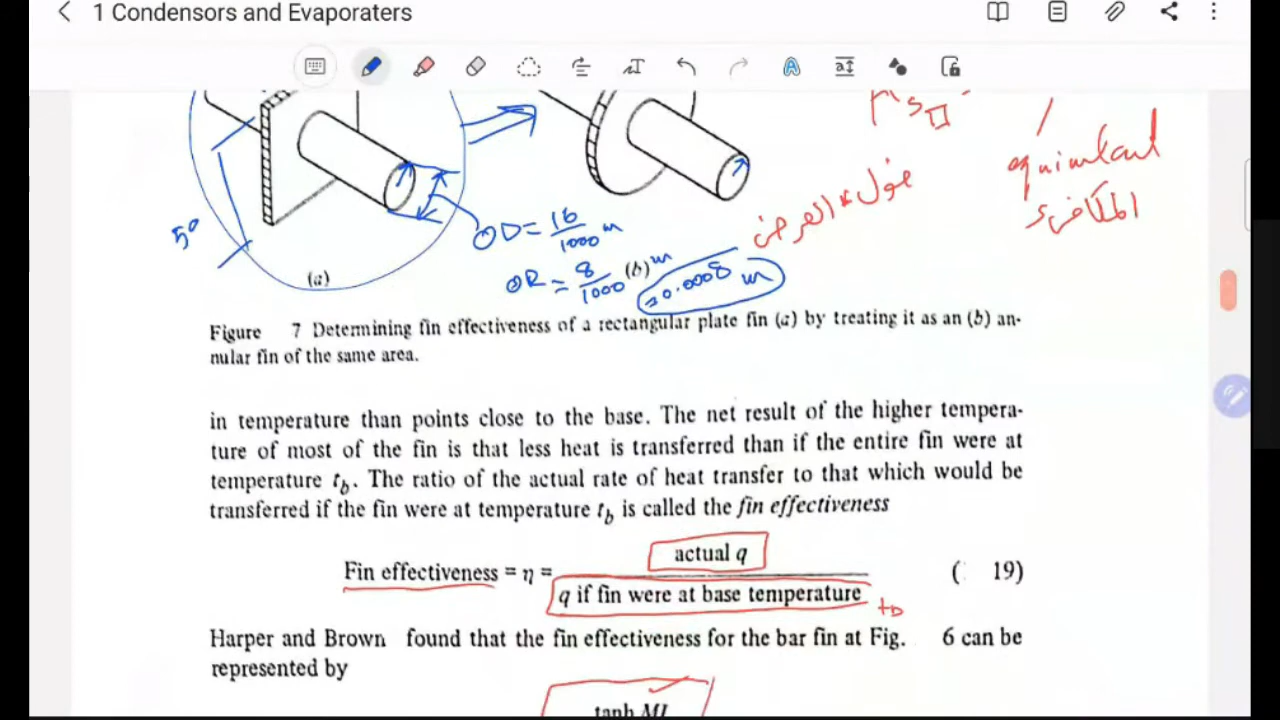 1 Condensors and Evaporaters
50
OD = 16/1000 m
OR = 8/1000 m
= 0.0008 m
طول * العرض
equivalent
المكافئ
(a)
(b)
Figure 7 Determining fin effectiveness of a rectangular plate fin (a) by treating it as an (b) an-
nular fin of the same area.
in temperature than points close to the base. The net result of the higher tempera-
ture of most of the fin is that less heat is transferred than if the entire fin were at
temperature tb. The ratio of the actual rate of heat transfer to that which would be
transferred if the fin were at temperature tb is called the fin effectiveness
Fin effectiveness = η = actual q / q if fin were at base temperature ( 19)
tb
Harper and Brown found that the fin effectiveness for the bar fin at Fig. 6 can be
represented by
tanh ML